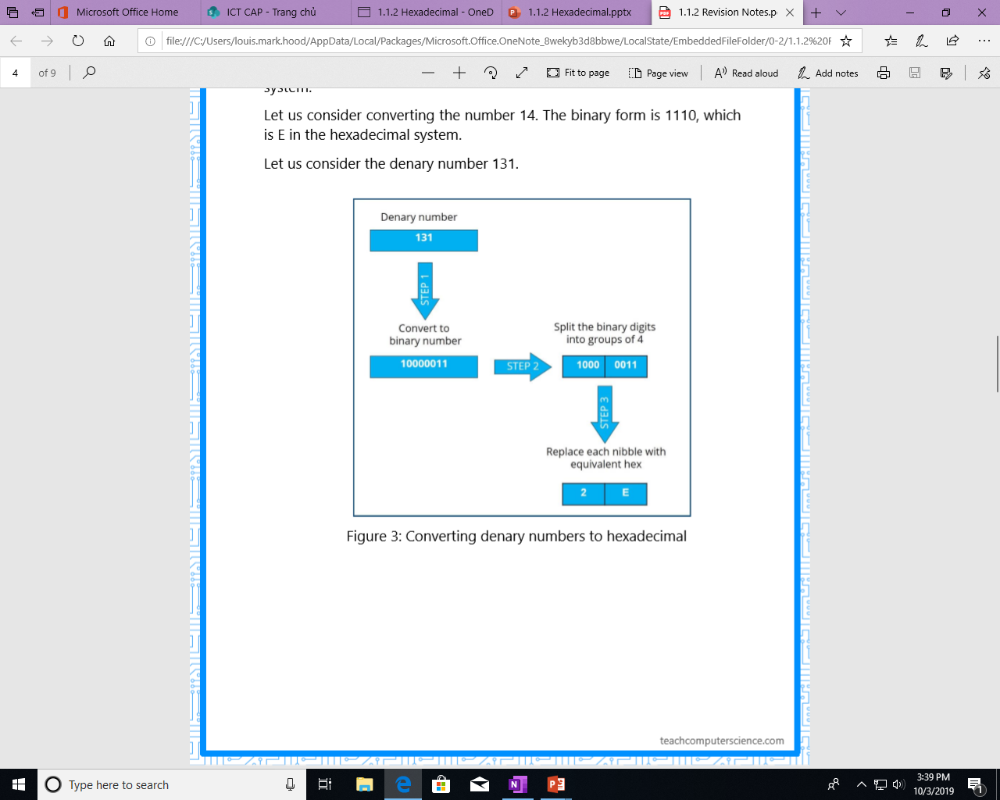 Microsoft Office Home
ICT CAP - Trang chủ
1.1.2 Hexadecimal - OneD
1.1.2 Hexadecimal.pptx
1.1.2 Revision Notes.p
file:///C:/Users/louis.mark.hood/AppData/Local/Packages/Microsoft.Office.OneNote_8wekyb3d8bbwe/LocalState/EmbeddedFileFolder/0-2/1.1.2%20F
4 of 9
Fit to page
Page view
Read aloud
Add notes
system.
Let us consider converting the number 14. The binary form is 1110, which
is E in the hexadecimal system.
Let us consider the denary number 131.
Denary number
131
STEP 1
Convert to
binary number
10000011
STEP 2
Split the binary digits
into groups of 4
1000 0011
STEP 3
Replace each nibble with
equivalent hex
2 E
Figure 3: Converting denary numbers to hexadecimal
teachcomputerscience.com
Type here to search
3:39 PM
10/3/2019
1